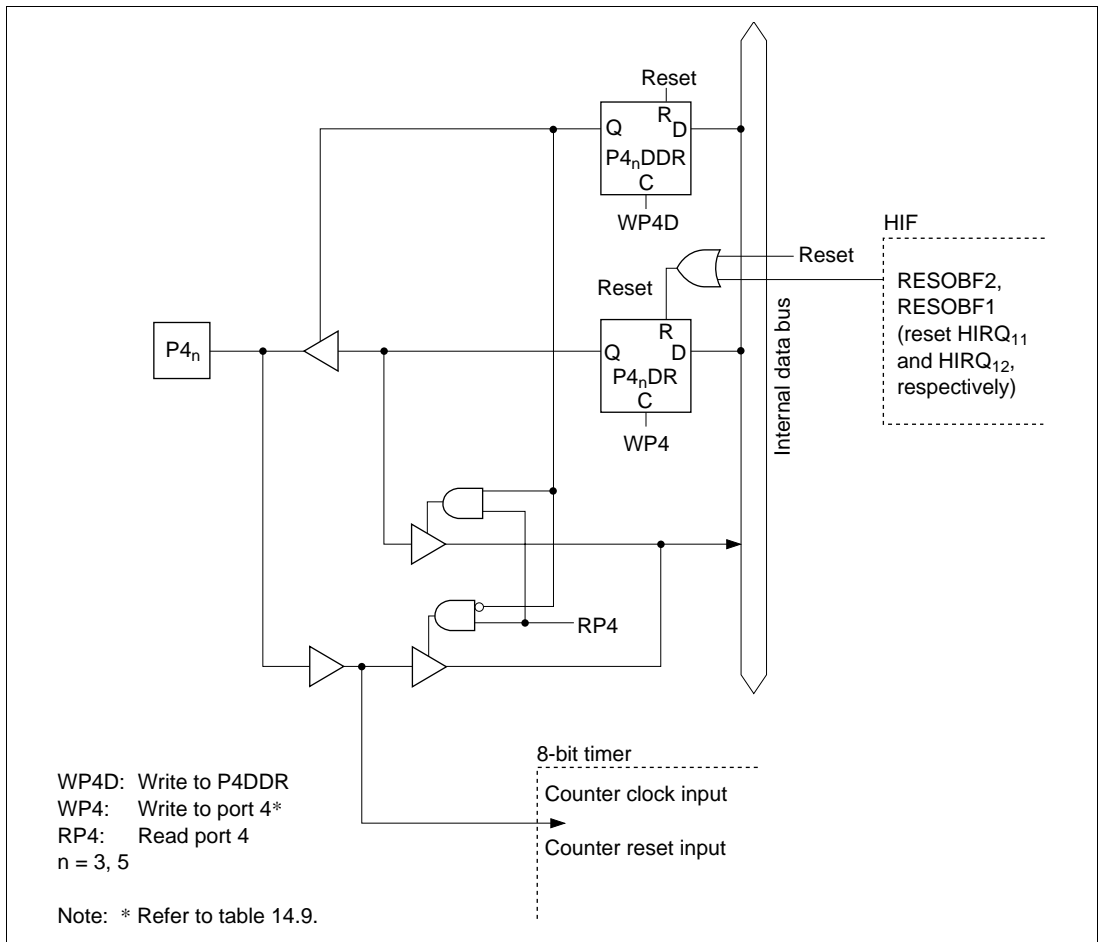 Reset
R
Q D
P4nDDR
C
WP4D
HIF
Reset
RESOBF2,
RESOBF1
(reset HIRQ11
and HIRQ12,
respectively)
Reset
R
Q D
P4nDR
C
WP4
P4n
Internal data bus
RP4
8-bit timer
Counter clock input
Counter reset input
WP4D: Write to P4DDR
WP4: Write to port 4*
RP4: Read port 4
n = 3, 5
Note: * Refer to table 14.9.